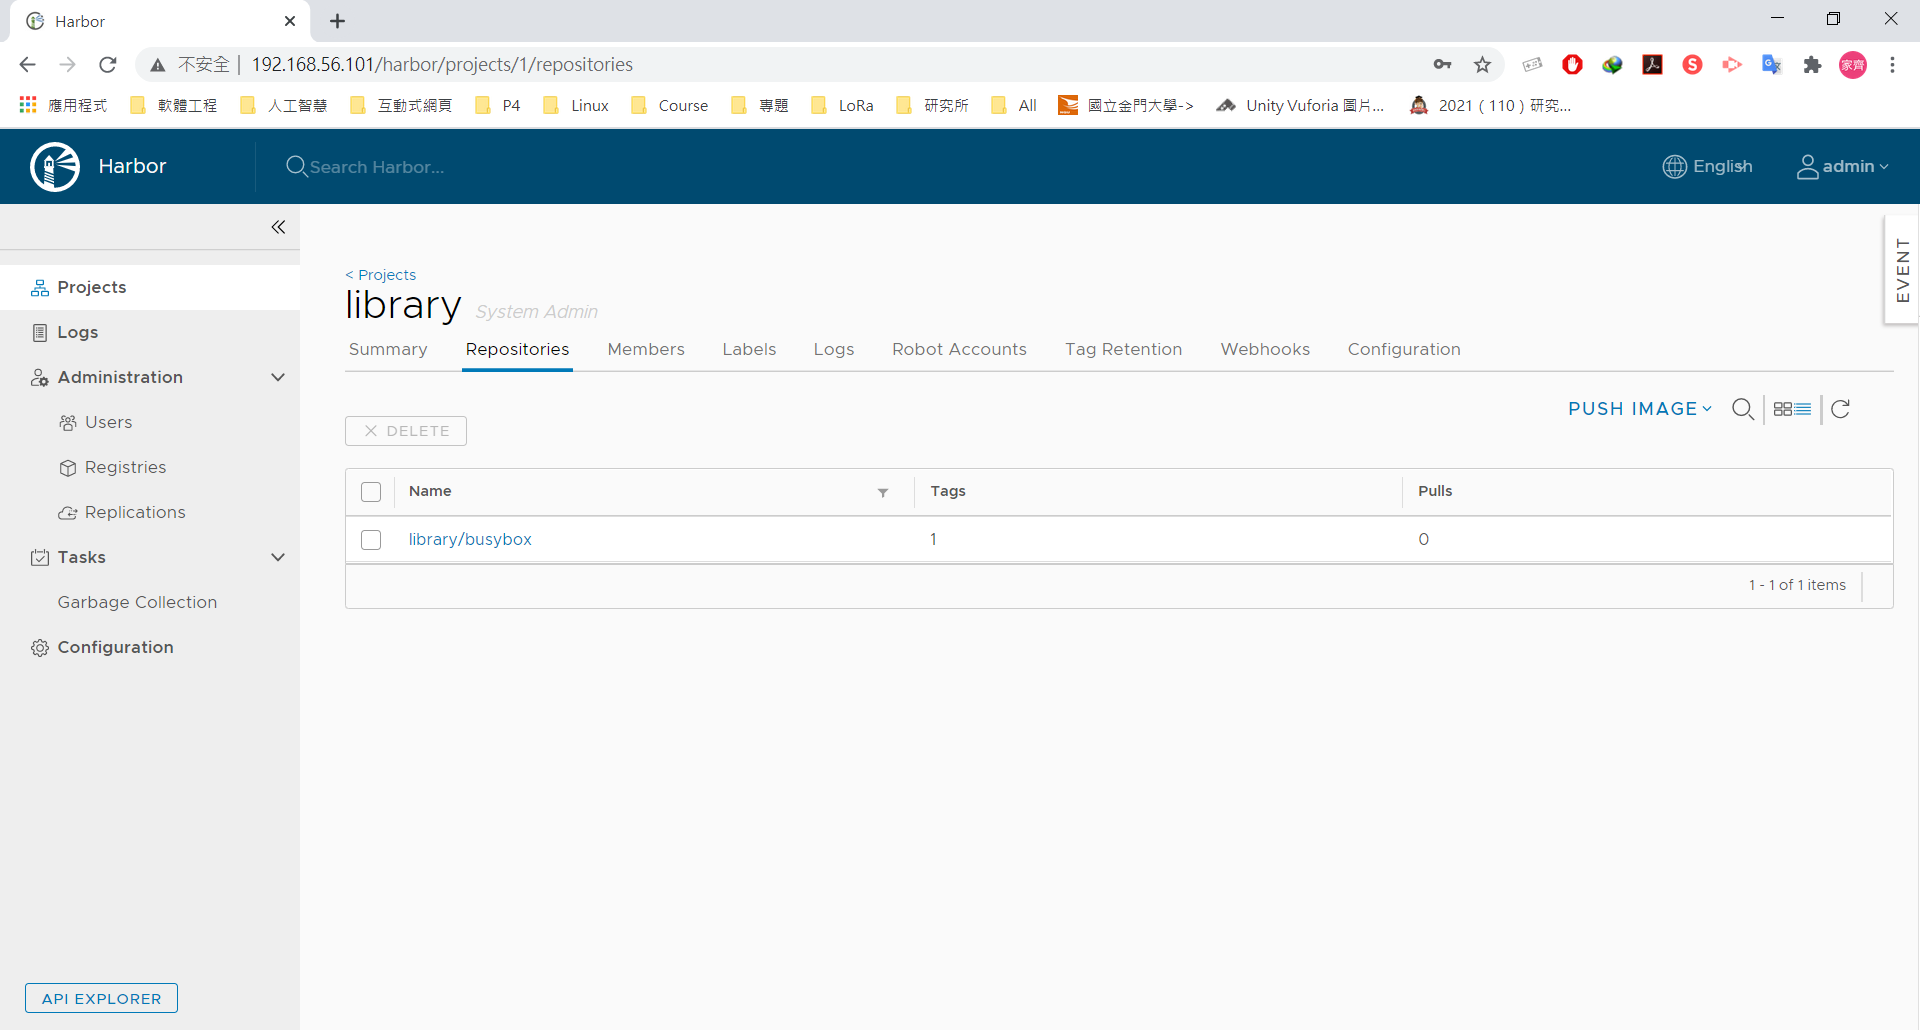 Harbor
不安全 | 192.168.56.101/harbor/projects/1/repositories
家齊
應用程式 軟體工程 人工智慧 互動式網頁 P4 Linux Course 專題 LoRa 研究所 All 國立金門大學-> Unity Vuforia 圖片... 2021 ( 110 ) 研究...
Harbor Search Harbor... English admin
EVENT
Projects
Logs
Administration
Users
Registries
Replications
Tasks
Garbage Collection
Configuration
API EXPLORER
< Projects
library System Admin
Summary Repositories Members Labels Logs Robot Accounts Tag Retention Webhooks Configuration
PUSH IMAGE
DELETE
Name Tags Pulls
library/busybox 1 0
1 - 1 of 1 items